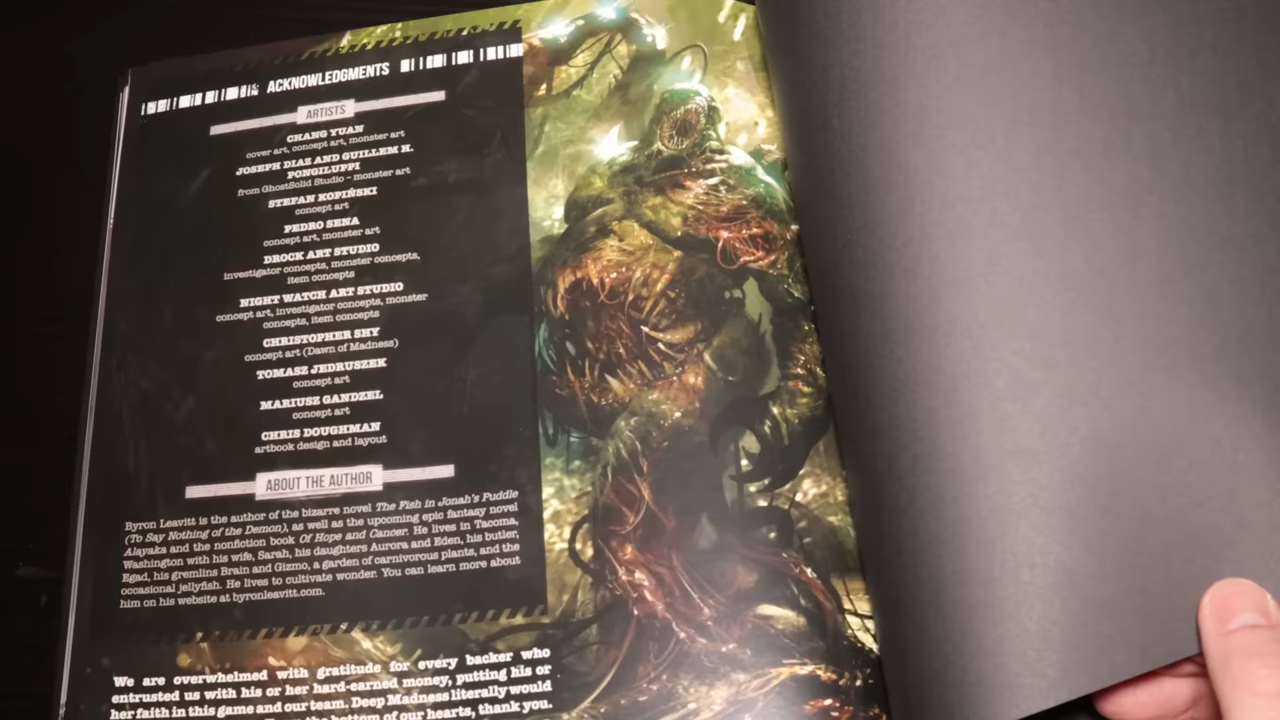 ACKNOWLEDGMENTS
ARTISTS
CHANG YUAN
cover art, concept art, monster art
JOSEPH DIAZ AND GUILLEM H.
PONGILUPPI
from GhostSolid Studio – monster art
STEFAN KOPIŃSKI
concept art
PEDRO SENA
concept art, monster art
DROCK ART STUDIO
investigator concepts, monster concepts,
item concepts
NIGHT WATCH ART STUDIO
concept art, investigator concepts, monster
concepts, item concepts
CHRISTOPHER SHY
concept art (Dawn of Madness)
TOMASZ JEDRUSZEK
concept art
MARIUSZ GANDZEL
concept art
CHRIS DOUGHMAN
artbook design and layout
ABOUT THE AUTHOR
Byron Leavitt is the author of the bizarre novel The Fish in Jonah's Puddle
(To Say Nothing of the Demon), as well as the upcoming epic fantasy novel
Alayaka and the nonfiction book Of Hope and Cancer. He lives in Tacoma,
Washington with his wife, Sarah, his daughters Aurora and Eden, his butler,
Egad, his gremlins Brain and Gizmo, a garden of carnivorous plants, and the
occasional jellyfish. He lives to cultivate wonder. You can learn more about
him on his website at byronleavitt.com.
We are overwhelmed with gratitude for every backer who
entrusted us with his or her hard-earned money, putting his or
her faith in this game and our team. Deep Madness literally would
the bottom of our hearts, thank you.